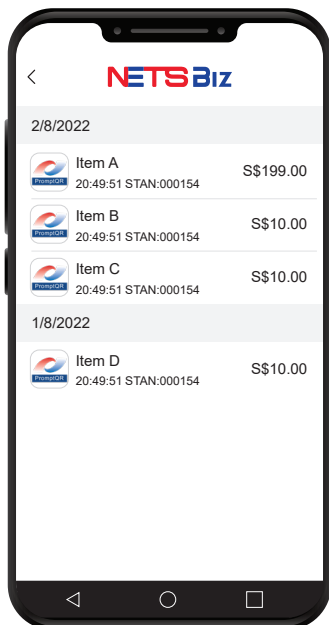 NETSBiz
2/8/2022
PromptQR
Item A
S$199.00
20:49:51 STAN:000154
PromptQR
Item B
S$10.00
20:49:51 STAN:000154
PromptQR
Item C
S$10.00
20:49:51 STAN:000154
1/8/2022
PromptQR
Item D
S$10.00
20:49:51 STAN:000154